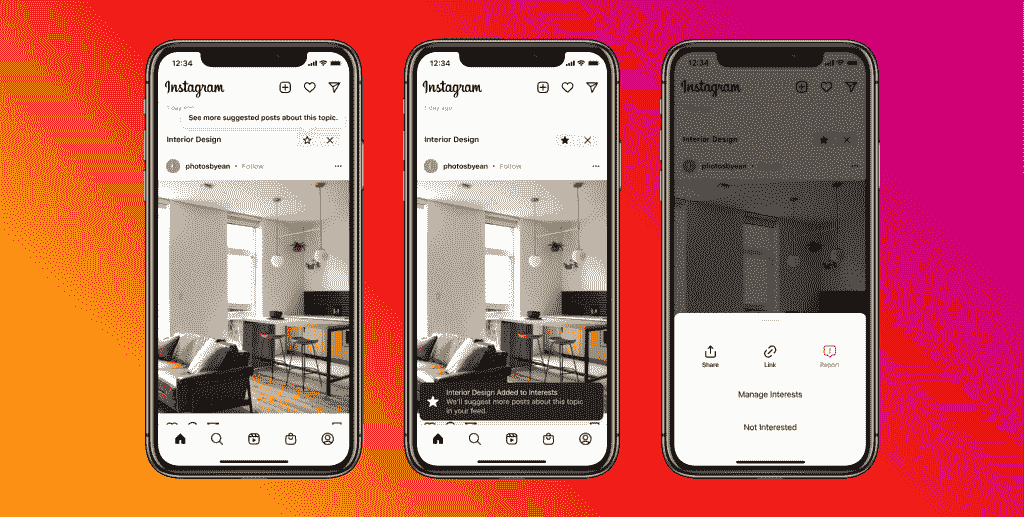 12:34
Instagram
1 day ago
See more suggested posts about this topic.
Interior Design
photosbyean • Follow
12:34
Instagram
1 day ago
Interior Design
photosbyean • Follow
Interior Design Added to Interests
We'll suggest more posts about this topic
in your feed.
12:34
Instagram
Interior Design
photosbyean
Share
Link
Report
Manage Interests
Not Interested